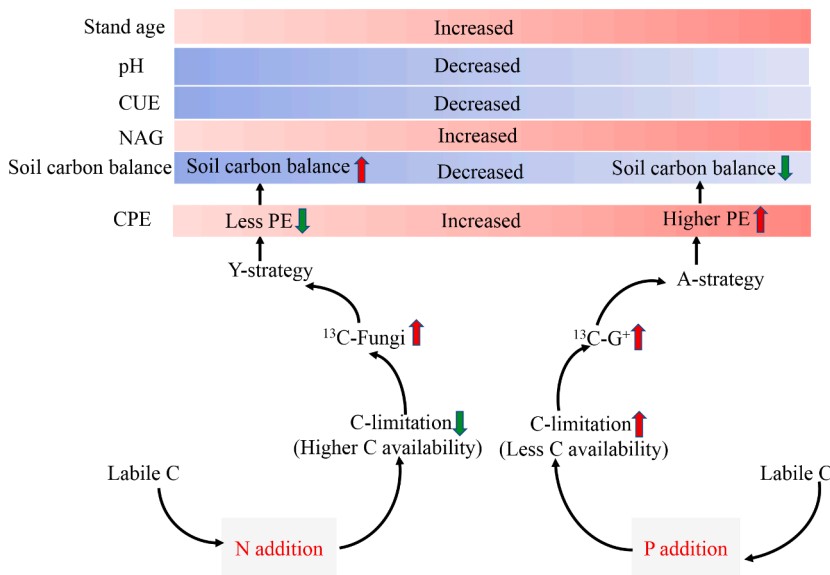 Stand age Increased
pH Decreased
CUE Decreased
NAG Increased
Soil carbon balance Soil carbon balance Decreased Soil carbon balance
CPE Less PE Increased Higher PE
Y-strategy A-strategy
¹³C-Fungi ¹³C-G⁺
C-limitation C-limitation
(Higher C availability) (Less C availability)
Labile C Labile C
N addition P addition